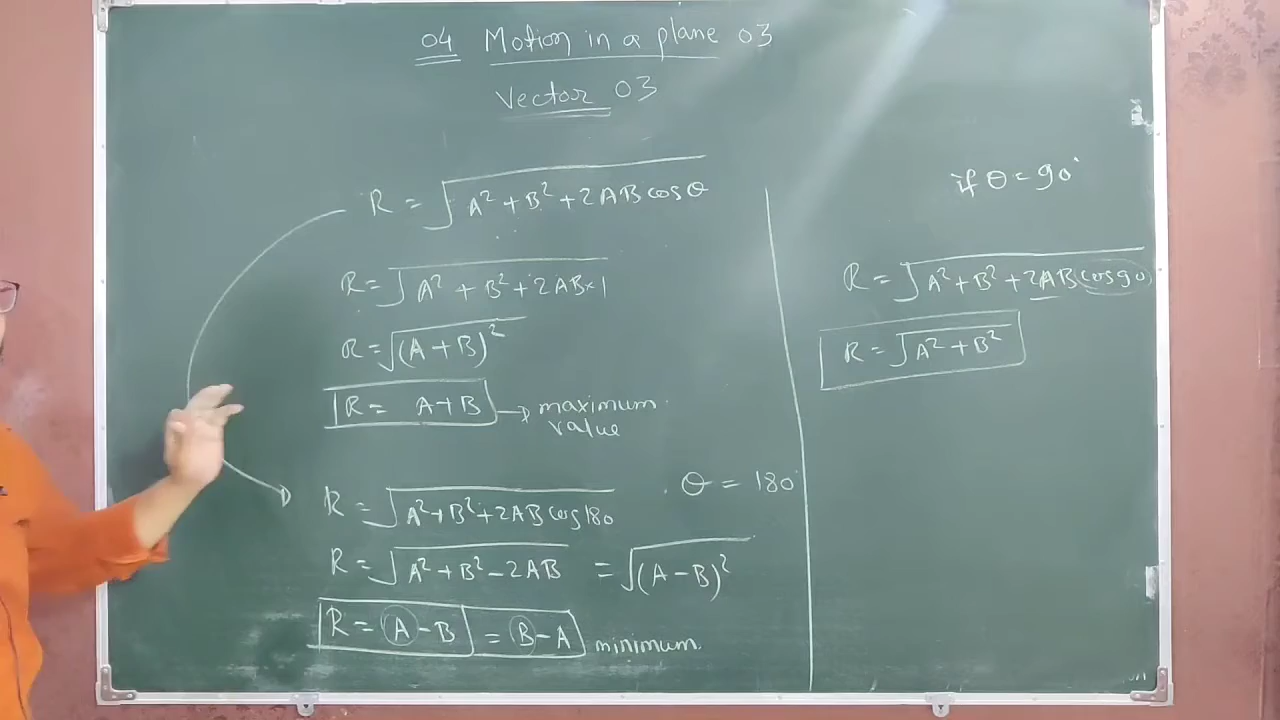 04 Motion in a plane 03
Vector 03
R = √A² + B² + 2AB cosθ
R = √A² + B² + 2AB×1
R = √(A + B)²
R = A+B → maximum value
θ = 180°
R = √A² + B² + 2AB cos180
R = √A² + B² - 2AB = √(A - B)²
R = A - B = B - A minimum.
if θ = 90°
R = √A² + B² + 2AB cos90
R = √A² + B²